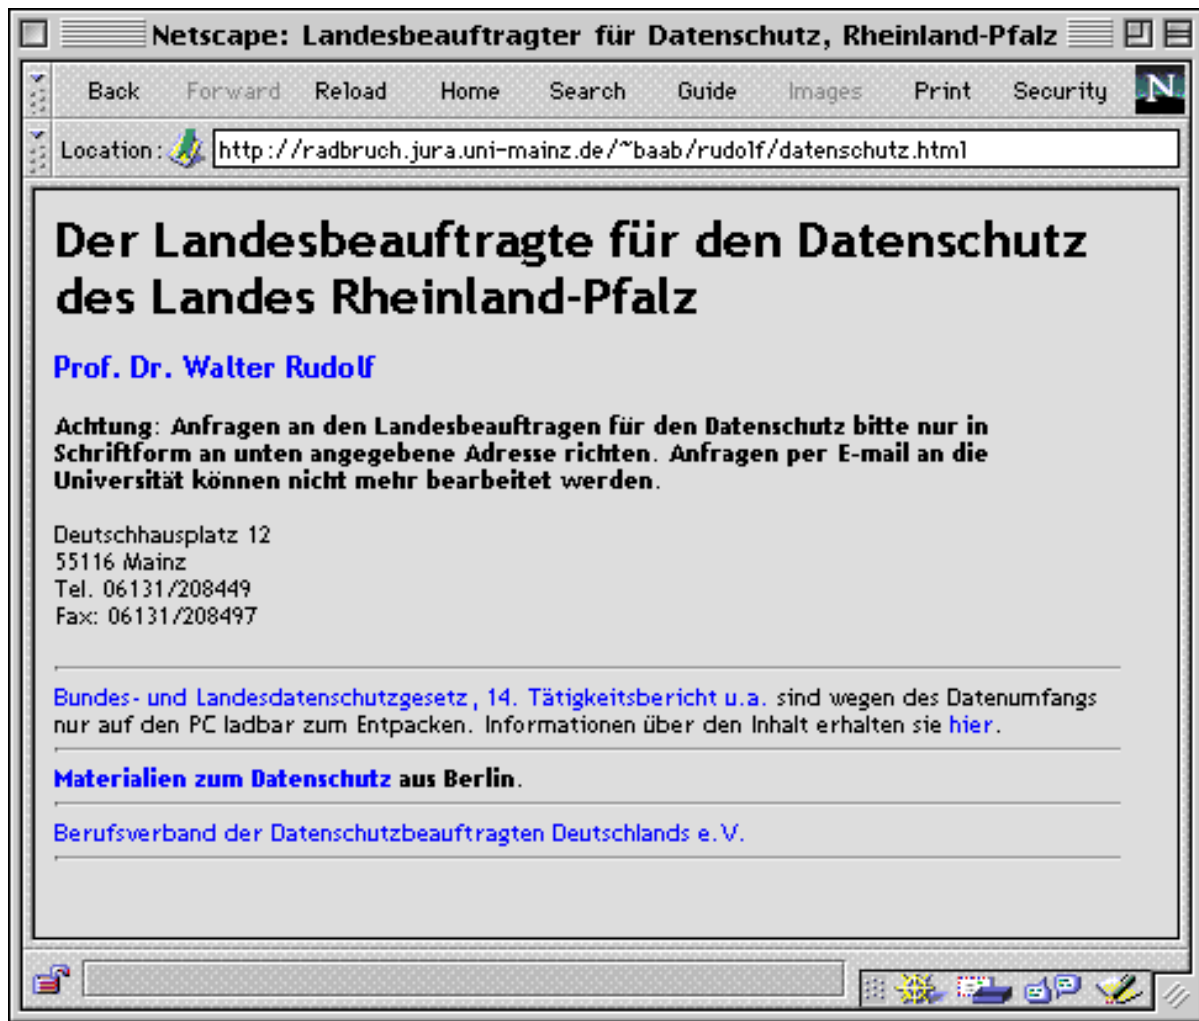 Netscape: Landesbeauftragter für Datenschutz, Rheinland-Pfalz
Back Forward Reload Home Search Guide Images Print Security N
Location: http://radbruch.jura.uni-mainz.de/~baab/rudolf/datenschutz.html
Der Landesbeauftragte für den Datenschutz
des Landes Rheinland-Pfalz
Prof. Dr. Walter Rudolf
Achtung: Anfragen an den Landesbeauftragen für den Datenschutz bitte nur in
Schriftform an unten angegebene Adresse richten. Anfragen per E-mail an die
Universität können nicht mehr bearbeitet werden.
Deutschhausplatz 12
55116 Mainz
Tel. 06131/208449
Fax: 06131/208497
Bundes- und Landesdatenschutzgesetz, 14. Tätigkeitsbericht u.a. sind wegen des Datenumfangs
nur auf den PC ladbar zum Entpacken. Informationen über den Inhalt erhalten sie hier.
Materialien zum Datenschutz aus Berlin.
Berufsverband der Datenschutzbeauftragten Deutschlands e.V.